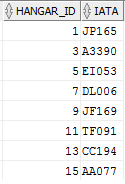 HANGAR_ID IATA
1 JP165
3 A3390
5 EI053
7 DL006
9 JF169
11 TF091
13 CC194
15 AA077